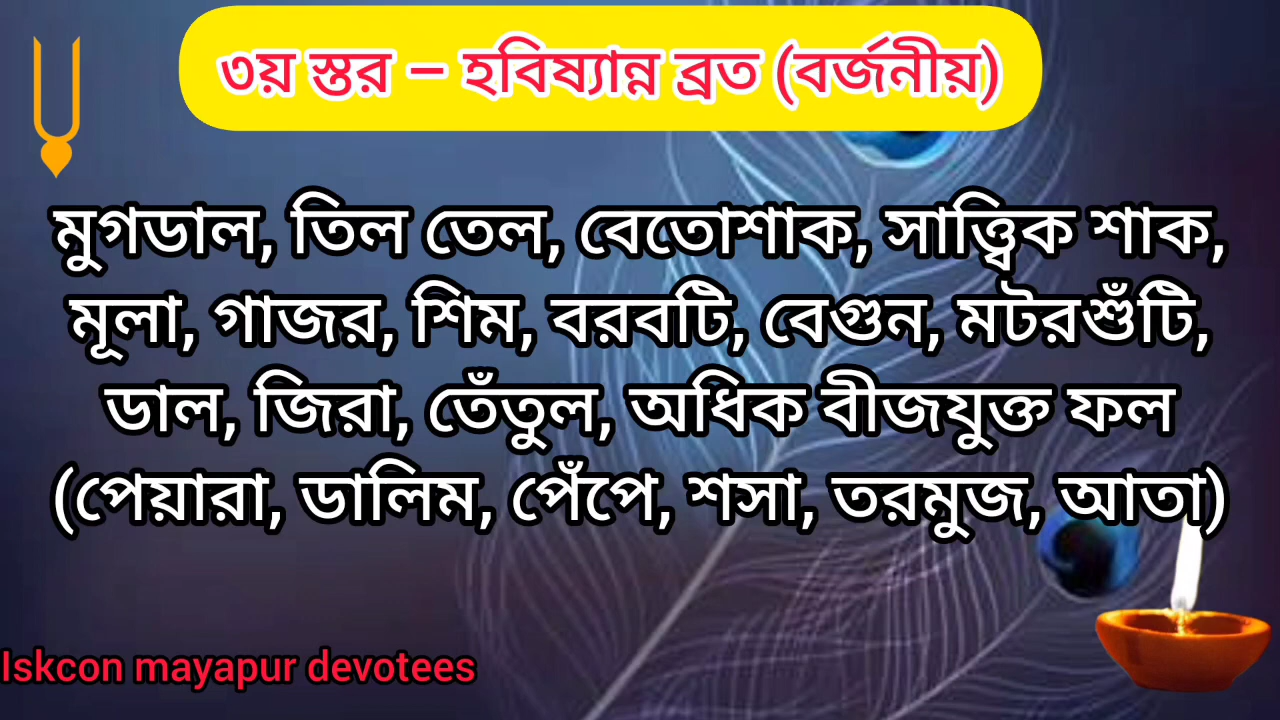 ৩য় স্তর – হবিষ্যান্ন ব্রত (বর্জনীয়)
মুগডাল, তিল তেল, বেতোশাক, সাত্ত্বিক শাক,
মূলা, গাজর, শিম, বরবটি, বেগুন, মটরশুঁটি,
ডাল, জিরা, তেঁতুল, অধিক বীজযুক্ত ফল
(পেয়ারা, ডালিম, পেঁপে, শসা, তরমুজ, আতা)
Iskcon mayapur devotees